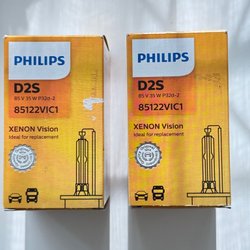 PHILIPS
D2S
85 V 35 W P32d-2
85122VIC1
XENON Vision
Ideal for replacement
PHILIPS
D2S
85 V 35 W P32d-2
85122VIC1
XENON Vision
Ideal for replacement